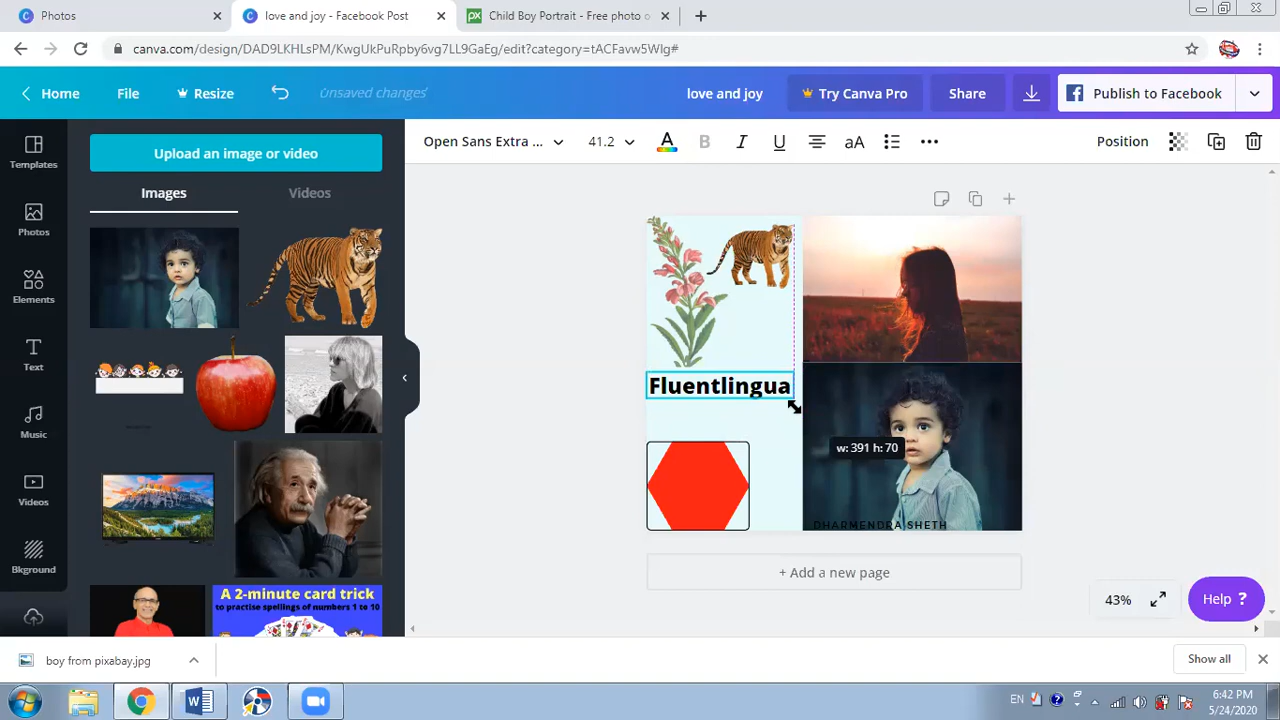 Photos
love and joy - Facebook Post
Child Boy Portrait - Free photo o
canva.com/design/DAD9LKHLsPM/KwgUkPuRpby6vg7LL9GaEg/edit?category=tACFavw5WIg#
Home
File
Resize
Unsaved changes
love and joy
Try Canva Pro
Share
Publish to Facebook
Templates
Photos
Elements
Text
Music
Videos
Bkground
Upload an image or video
Images
Videos
A 2-minute card trick
to practise spellings of numbers 1 to 10
Open Sans Extra ...
41.2
A
B
I
U
aA
Position
Fluentlingua
w: 391 h: 70
DHARMENDRA SHETH
+ Add a new page
43%
Help ?
boy from pixabay.jpg
Show all
EN
6:42 PM
5/24/2020